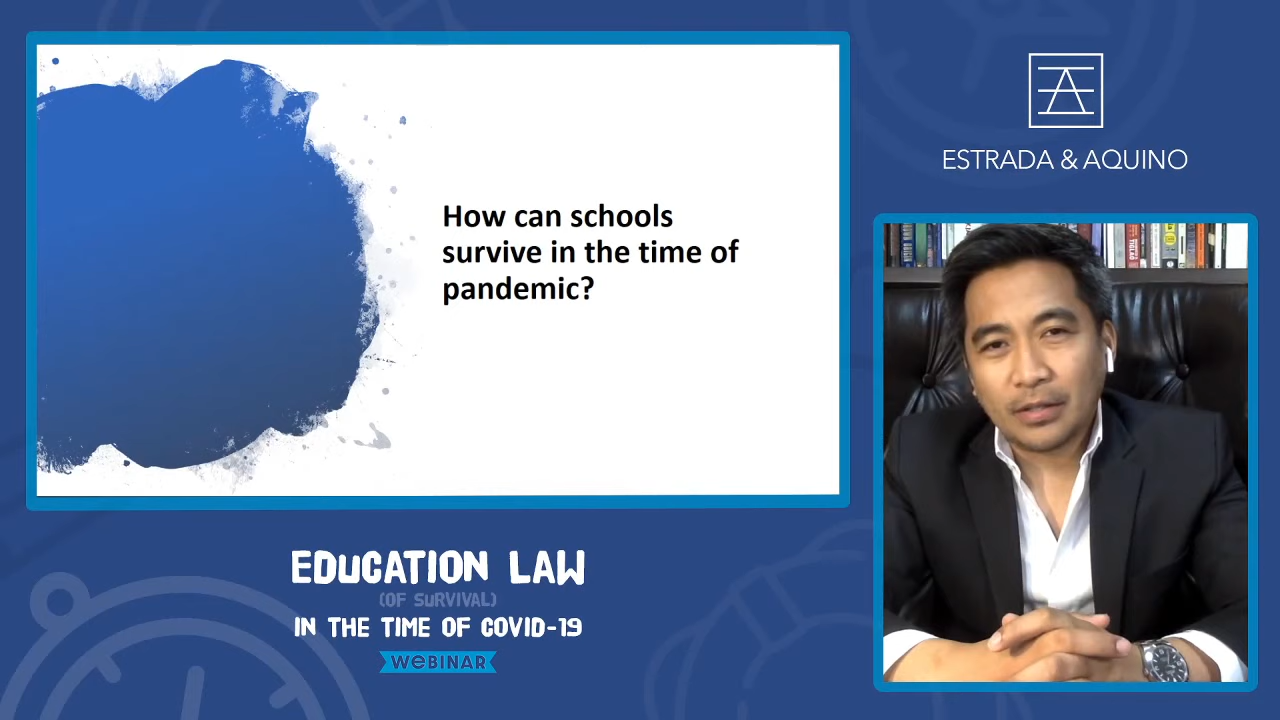 How can schools
survive in the time of
pandemic?
ESTRADA & AQUINO
EDUCATION LAW
(OF SURVIVAL)
IN THE TIME OF COVID-19
WEBINAR
TIGLAO